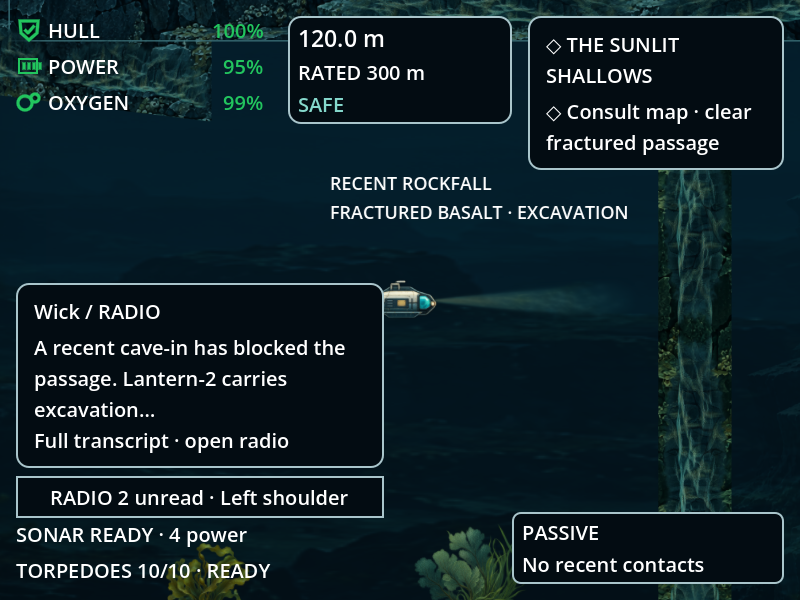 HULL 100%
POWER 95%
OXYGEN 99%
120.0 m
RATED 300 m
SAFE
◇ THE SUNLIT
SHALLOWS
◇ Consult map · clear
fractured passage
RECENT ROCKFALL
FRACTURED BASALT · EXCAVATION
Wick / RADIO
A recent cave-in has blocked the
passage. Lantern-2 carries
excavation...
Full transcript · open radio
RADIO 2 unread · Left shoulder
SONAR READY · 4 power
TORPEDOES 10/10 · READY
PASSIVE
No recent contacts